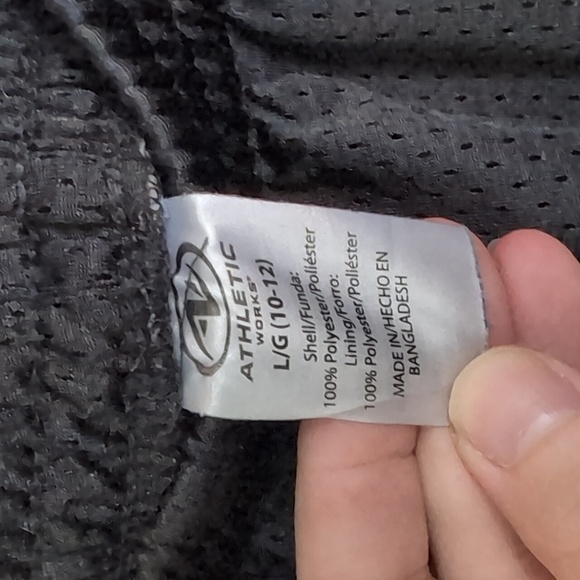 AW
ATHLETIC
WORKS®
L/G (10-12)
Shell/Funda:
100% Polyester/Poliéster
Lining/Forro:
100% Polyester/Poliéster
MADE IN/HECHO EN
BANGLADESH